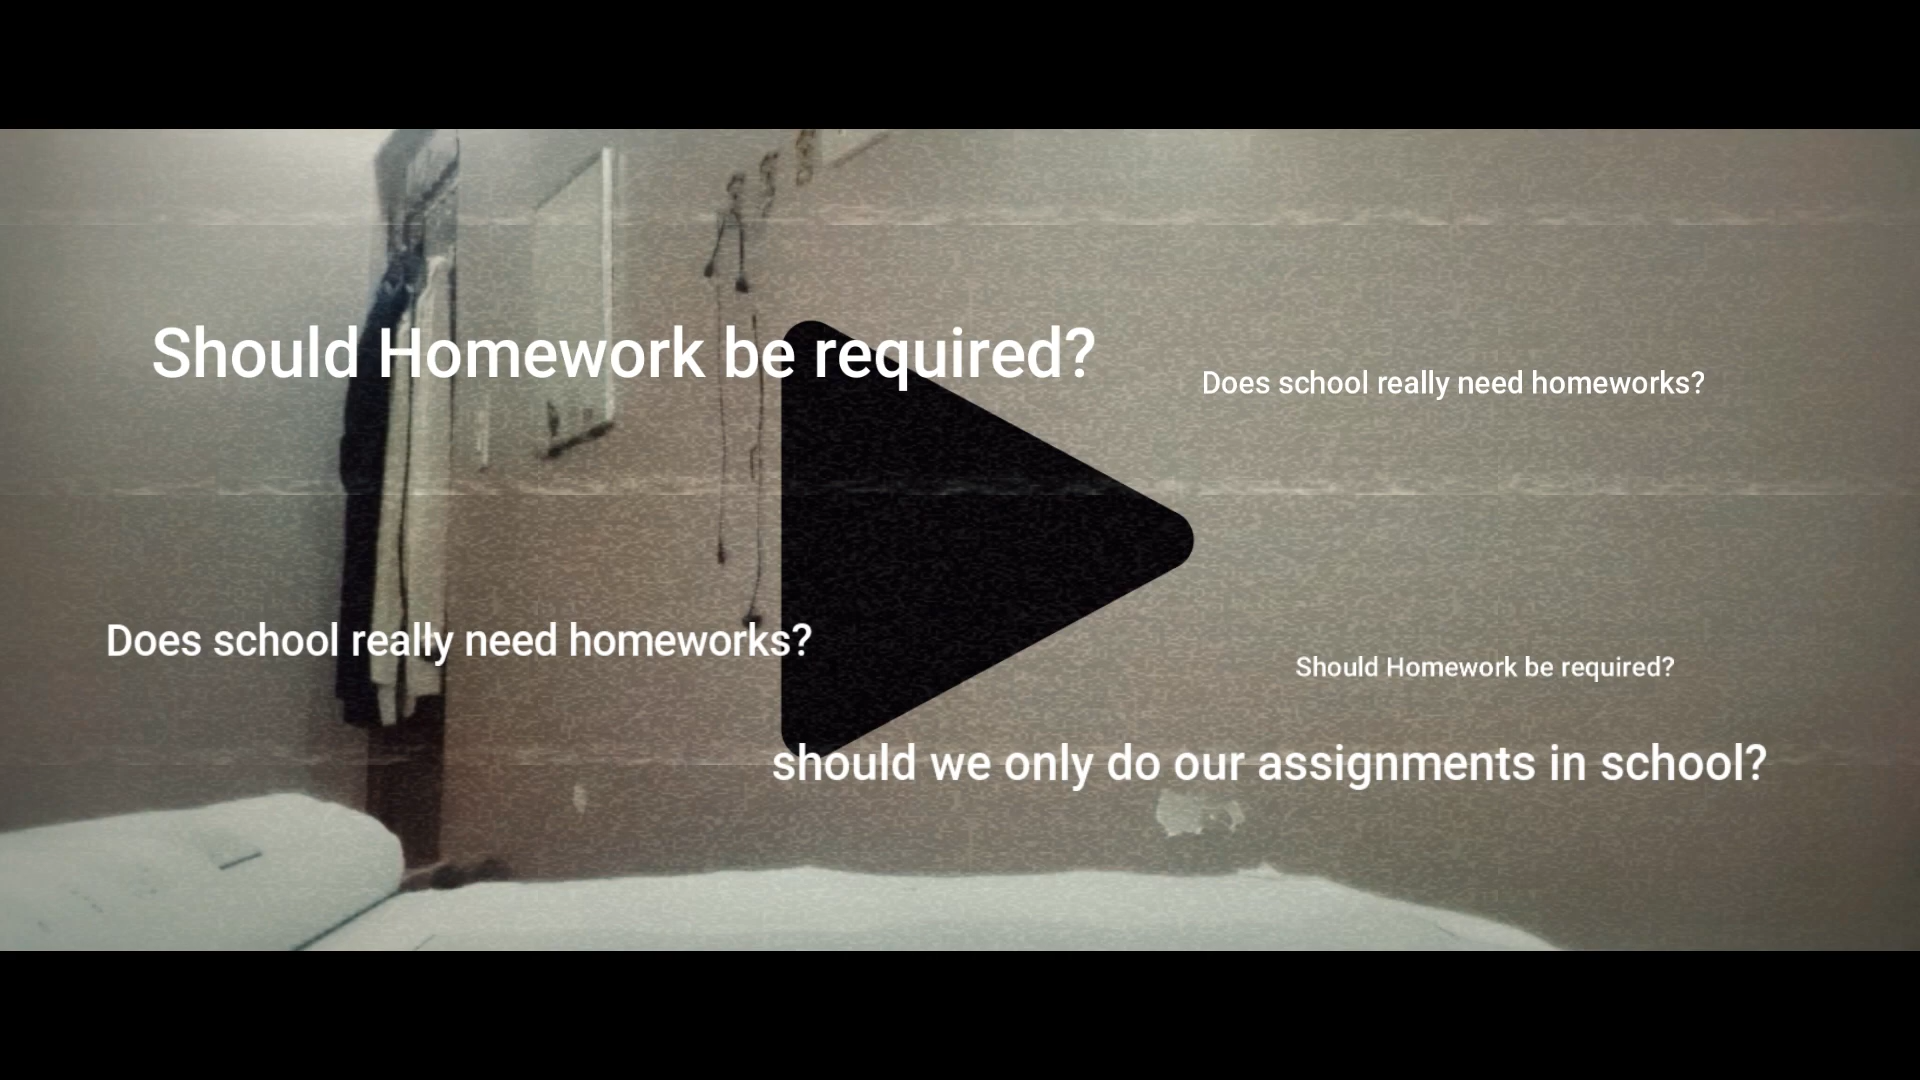 Should Homework be required?
Does school really need homeworks?
Does school really need homeworks?
Should Homework be required?
should we only do our assignments in school?